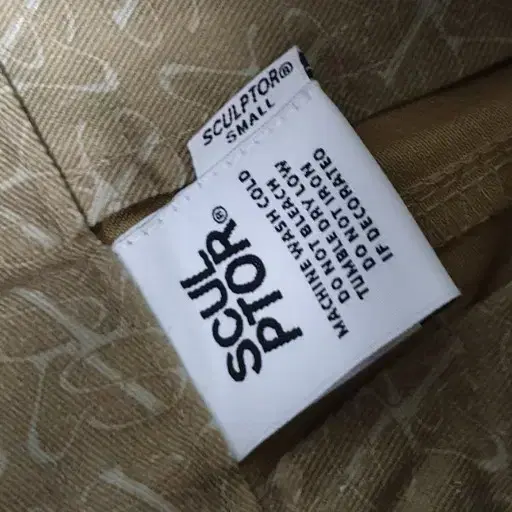 SCULPTOR®
SMALL
SCUL
PTOR®
MACHINE WASH COLD
DO NOT BLEACH
TUMBLE DRY LOW
DO NOT IRON
IF DECORATED